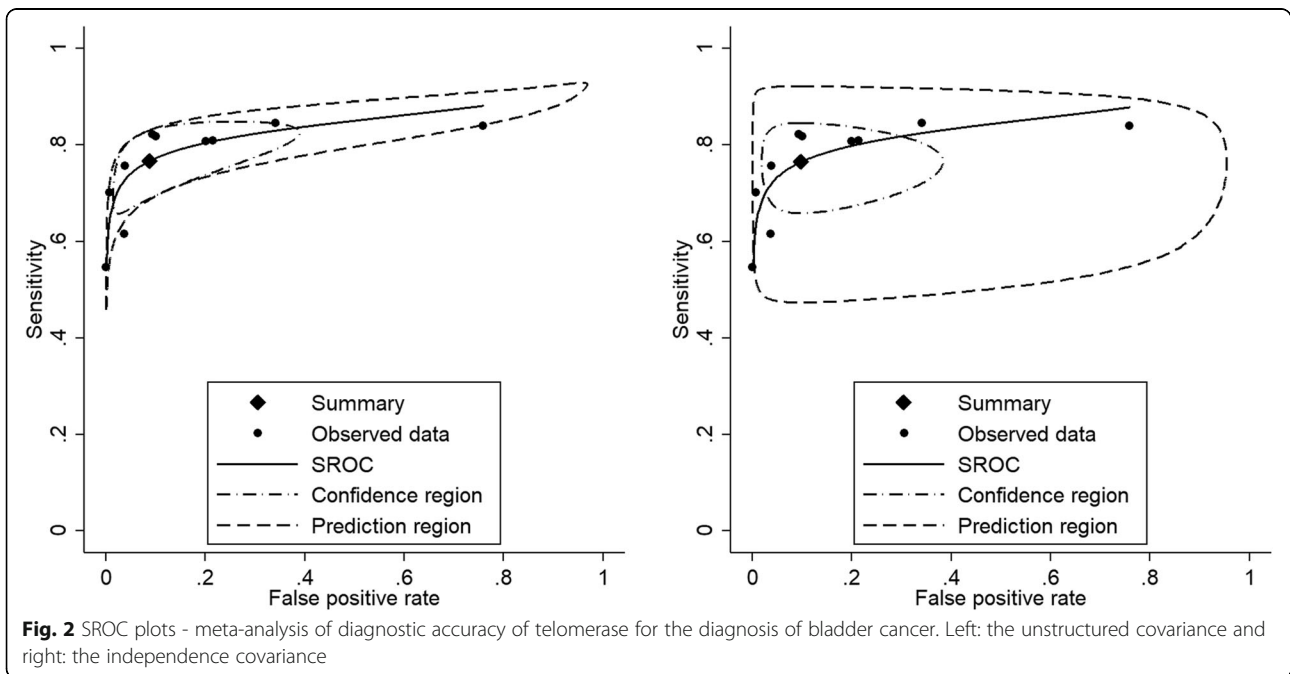 1
.8
.6
.4
.2
0
Sensitivity
Summary
Observed data
SROC
Confidence region
Prediction region
0 .2 .4 .6 .8 1
False positive rate
1
.8
.6
.4
.2
0
Sensitivity
Summary
Observed data
SROC
Confidence region
Prediction region
0 .2 .4 .6 .8 1
False positive rate
Fig. 2 SROC plots - meta-analysis of diagnostic accuracy of telomerase for the diagnosis of bladder cancer. Left: the unstructured covariance and
right: the independence covariance